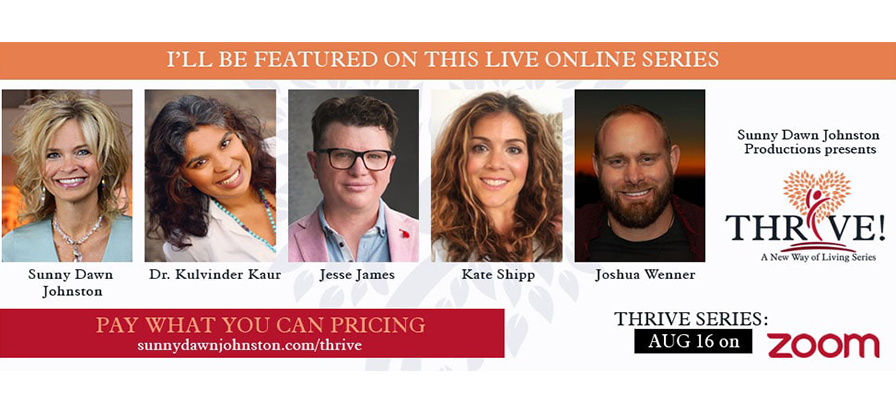 I'LL BE FEATURED ON THIS LIVE ONLINE SERIES
Sunny Dawn
Johnston
Dr. Kulvinder Kaur
Jesse James
Kate Shipp
Joshua Wenner
Sunny Dawn Johnston
Productions presents
THRIVE!
A New Way of Living Series
PAY WHAT YOU CAN PRICING
sunnydawnjohnston.com/thrive
THRIVE SERIES:
AUG 16 on
zoom